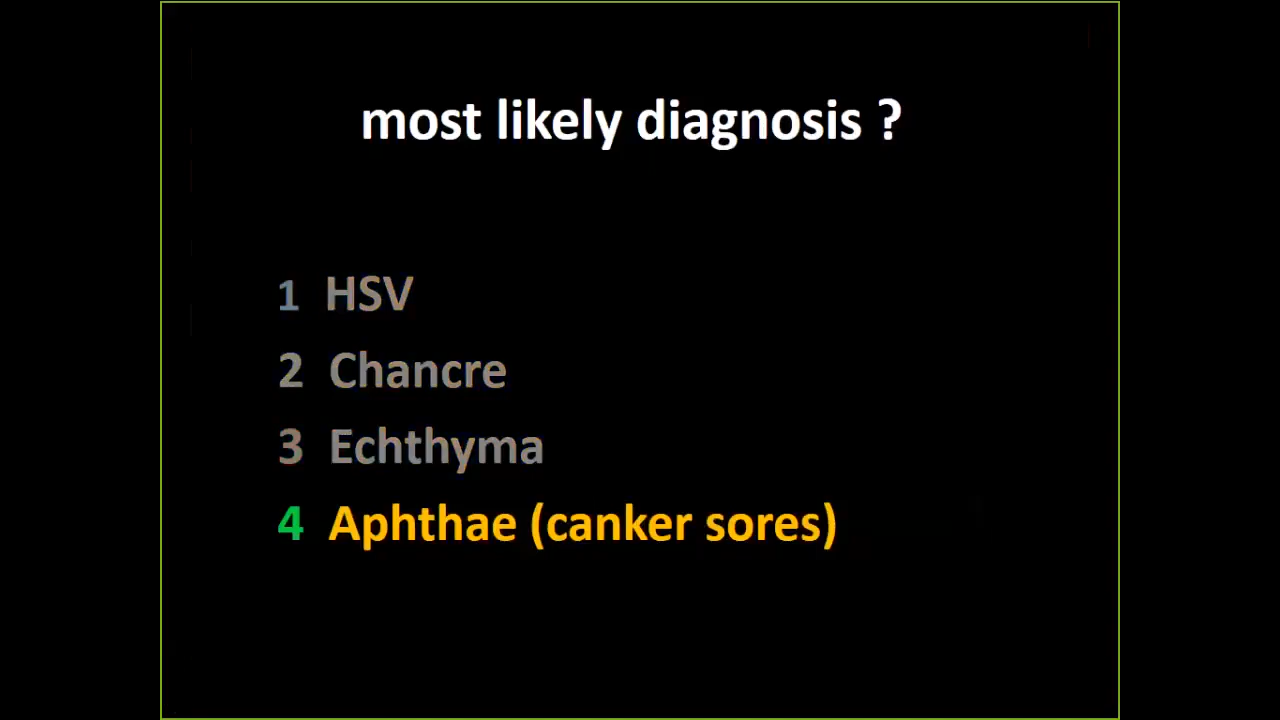 most likely diagnosis ?
1 HSV
2 Chancre
3 Echthyma
4 Aphthae (canker sores)